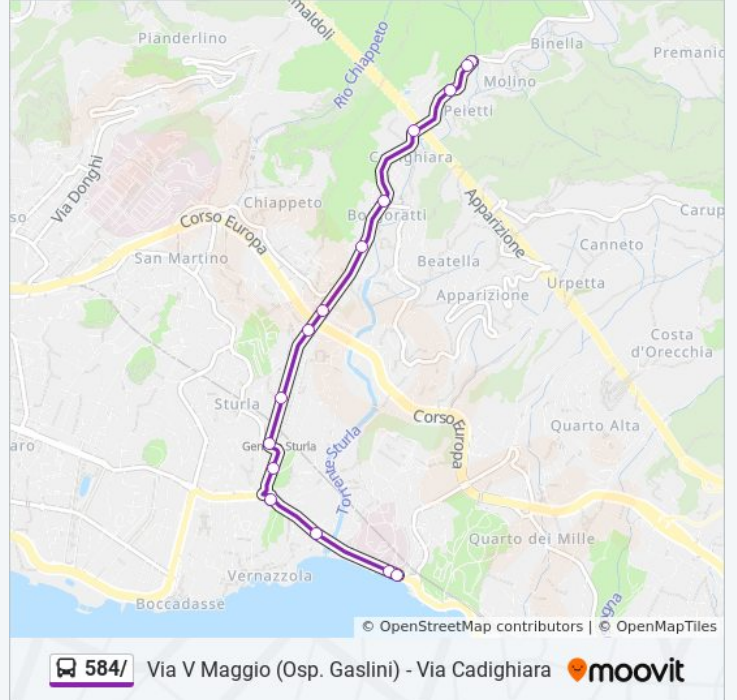 Pianderlino
Rio Chiappeto
Binella
Premanic
Molino
Peietti
Via Donghi
so
Chiappeto
Apparizione
Carup
Corso Europa
San Martino
Beatella
Canneto
Urpetta
Apparizione
Costa
d'Orecchia
Sturla
Corso Europa
Quarto Alta
aro
Sturla
Torrente Sturla
Quarto dei Mille
Vernazzola
Boccadasse
© OpenStreetMap contributors | © OpenMapTiles
584/ Via V Maggio (Osp. Gaslini) - Via Cadighiara moovit